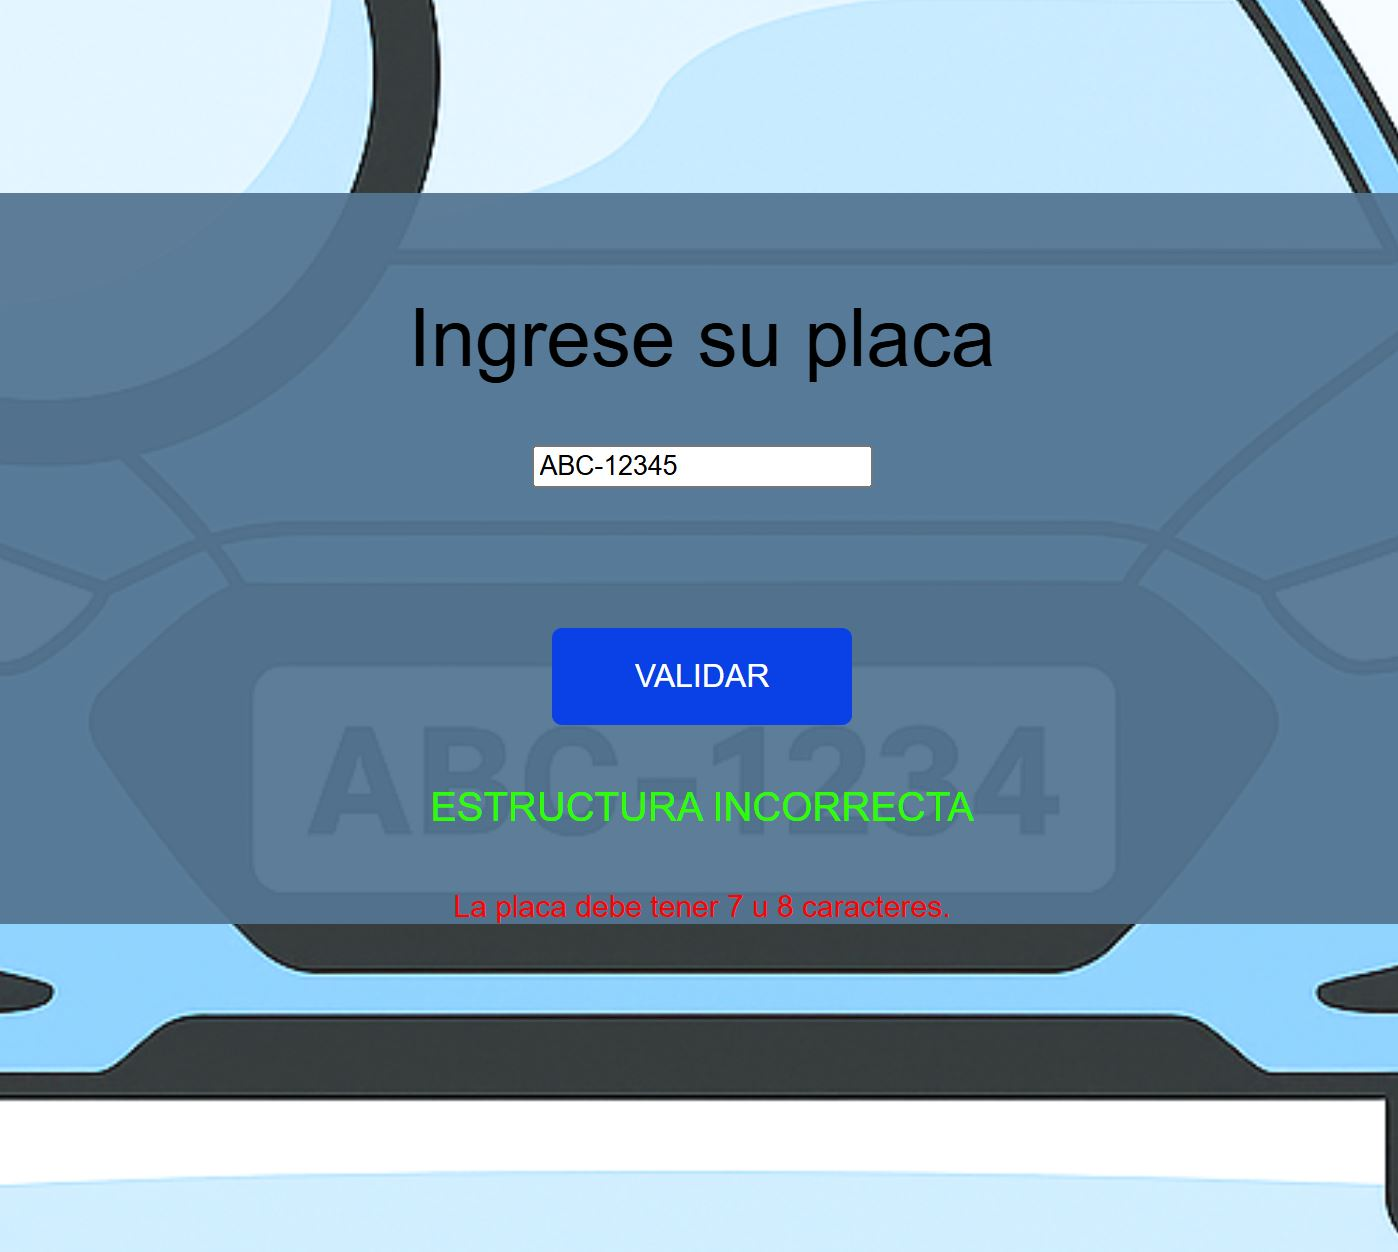 Ingrese su placa
ABC-12345
VALIDAR
ABC-1234
ESTRUCTURA INCORRECTA
La placa debe tener 7 u 8 caracteres.